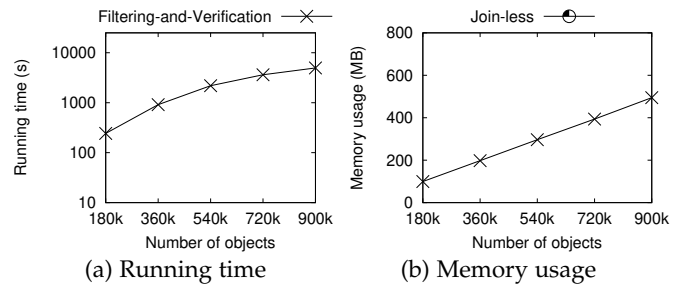 Filtering-and-Verification
Join-less
Running time (s)
10000
1000
100
10
180k 360k 540k 720k 900k
Number of objects
(a) Running time
Memory usage (MB)
800
600
400
200
0
180k 360k 540k 720k 900k
Number of objects
(b) Memory usage